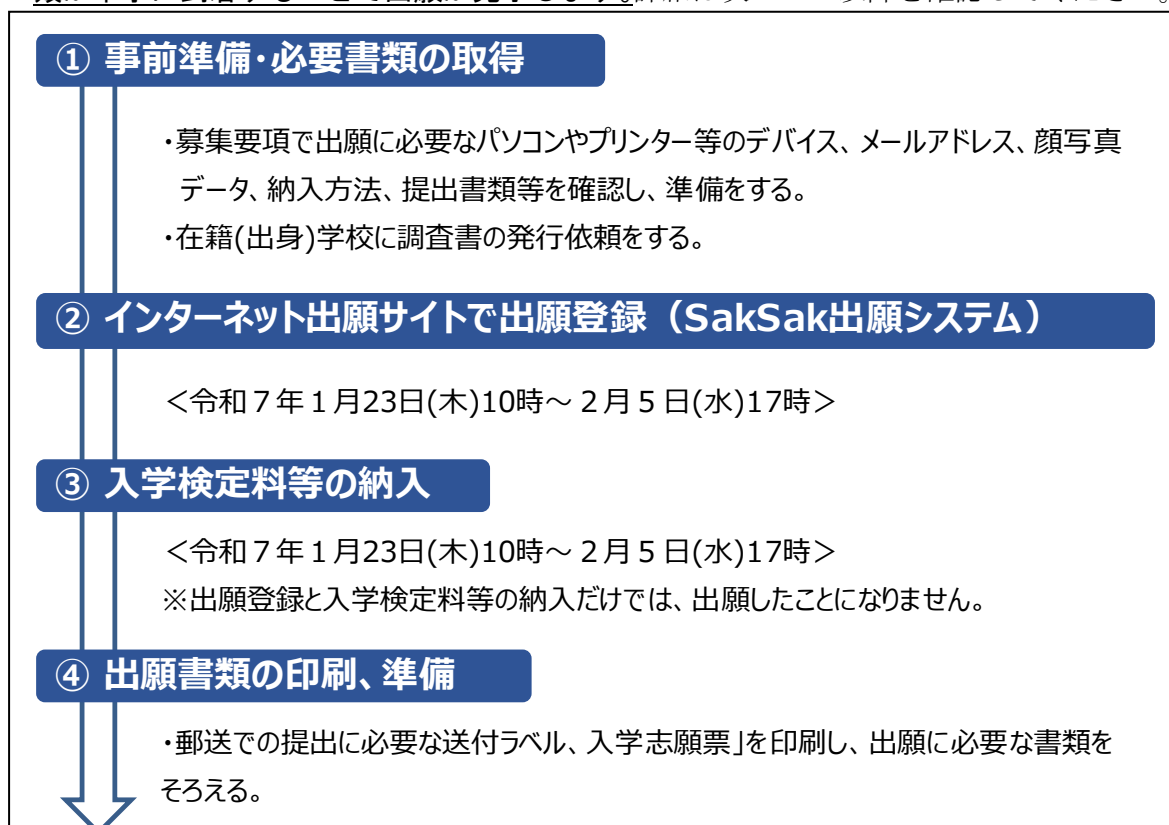 することで出願が完了します。
① 事前準備・必要書類の取得
・募集要項で出願に必要なパソコンやプリンター等のデバイス、メールアドレス、顔写真
データ、納入方法、提出書類等を確認し、準備をする。
・在籍(出身)学校に調査書の発行依頼をする。
② インターネット出願サイトで出願登録（SakSak出願システム）
＜令和７年１月23日(木)10時～２月５日(水)17時＞
③ 入学検定料等の納入
＜令和７年１月23日(木)10時～２月５日(水)17時＞
※出願登録と入学検定料等の納入だけでは、出願したことになりません。
④ 出願書類の印刷、準備
・郵送での提出に必要な送付ラベル、入学志願票」を印刷し、出願に必要な書類を
そろえる。